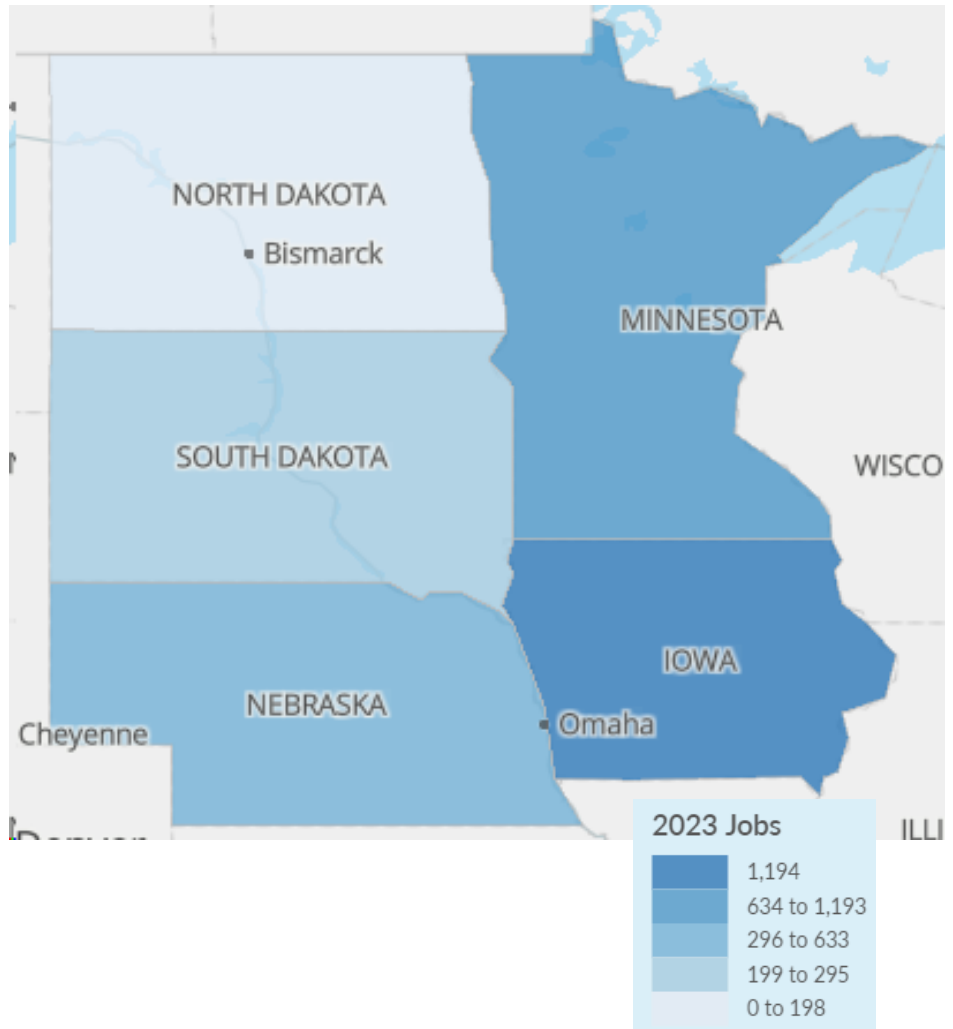 NORTH DAKOTA
Bismarck
MINNESOTA
SOUTH DAKOTA
WISCO
IOWA
NEBRASKA
Omaha
Cheyenne
ILLI
2023 Jobs
1,194
634 to 1,193
296 to 633
199 to 295
0 to 198